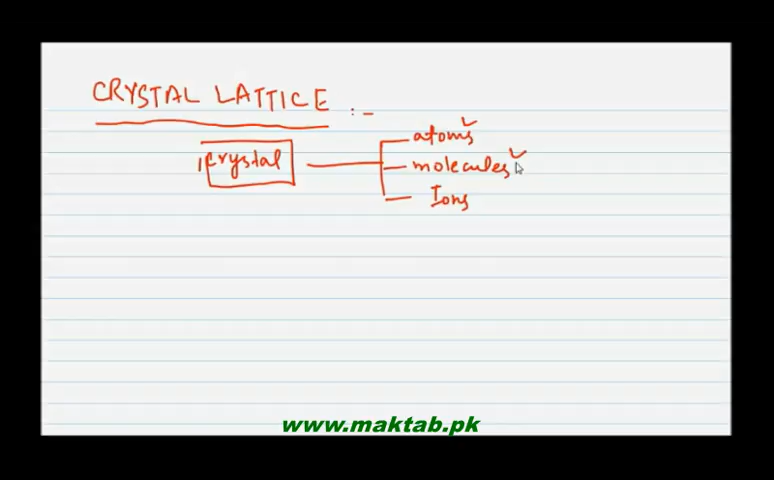 CRYSTAL LATTICE :-
atoms
crystal
molecules
Ions
www.maktab.pk